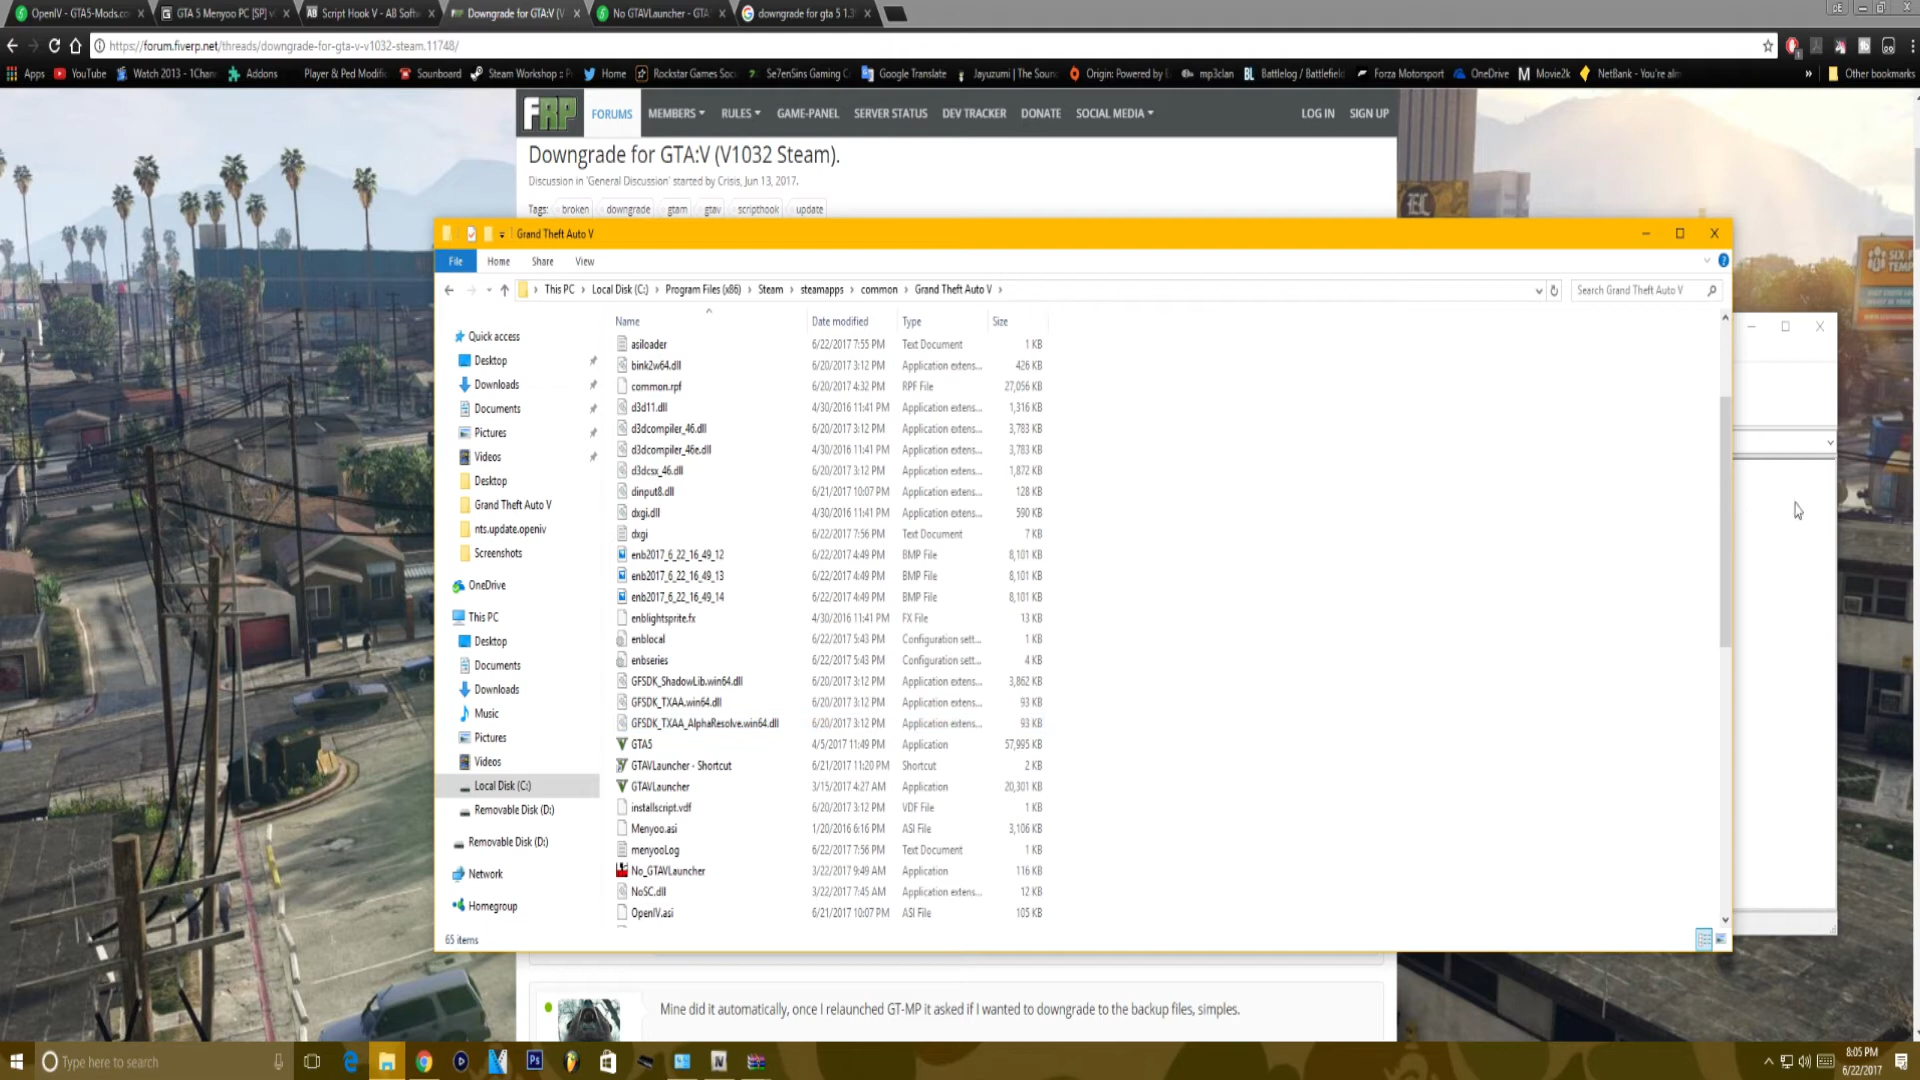 OpenIV - GTA5-Mods.com
GTA 5 Menyoo PC [SP]
Script Hook V - AB Soft
Downgrade for GTA:V (V
No GTAVLauncher - GTA
downgrade for gta 5 1.3
https://forum.fiverp.net/threads/downgrade-for-gta-v-v1032-steam.11748/
Apps
YouTube
Watch 2013 - 1Chan
Addons
Player & Ped Modific
Soundboard
Steam Workshop :: P
Home
Rockstar Games Soc
Se7enSins Gaming C
Google Translate
Jayuzumi | The Soun
Origin: Powered by
mp3clan
Battlelog / Battlefield
Forza Motorsport
OneDrive
Movie2k
NetBank - You're al
Other bookmarks
FRP
FORUMS
MEMBERS
RULES
GAME-PANEL
SERVER STATUS
DEV TRACKER
DONATE
SOCIAL MEDIA
LOG IN
SIGN UP
Downgrade for GTA:V (V1032 Steam).
Discussion in 'General Discussion' started by Crisis, Jun 13, 2017.
Tags: broken downgrade gtam gtav scripthook update
Grand Theft Auto V
File Home Share View
This PC > Local Disk (C:) > Program Files (x86) > Steam > steamapps > common > Grand Theft Auto V >
Search Grand Theft Auto V
Name Date modified Type Size
Quick access
Desktop
Downloads
Documents
Pictures
Videos
Desktop
Grand Theft Auto V
nts.update.openiv
Screenshots
OneDrive
This PC
Desktop
Documents
Downloads
Music
Pictures
Videos
Local Disk (C:)
Removable Disk (D:)
Removable Disk (D:)
Network
Homegroup
asiloader 6/22/2017 7:55 PM Text Document 1 KB
bink2w64.dll 6/20/2017 3:12 PM Application extens... 426 KB
common.rpf 6/20/2017 4:32 PM RPF File 27,056 KB
d3d11.dll 4/30/2016 11:41 PM Application extens... 1,316 KB
d3dcompiler_46.dll 6/20/2017 3:12 PM Application extens... 3,783 KB
d3dcompiler_46e.dll 4/30/2016 11:41 PM Application extens... 3,783 KB
d3dcsx_46.dll 6/20/2017 3:12 PM Application extens... 1,872 KB
dinput8.dll 6/21/2017 10:07 PM Application extens... 128 KB
dxgi.dll 4/30/2016 11:41 PM Application extens... 590 KB
dxgi 6/22/2017 7:56 PM Text Document 7 KB
enb2017_6_22_16_49_12 6/22/2017 4:49 PM BMP File 8,101 KB
enb2017_6_22_16_49_13 6/22/2017 4:49 PM BMP File 8,101 KB
enb2017_6_22_16_49_14 6/22/2017 4:49 PM BMP File 8,101 KB
enblightsprite.fx 4/30/2016 11:41 PM FX File 13 KB
enblocal 6/22/2017 5:43 PM Configuration sett... 1 KB
enbseries 6/22/2017 5:43 PM Configuration sett... 4 KB
GFSDK_ShadowLib.win64.dll 6/20/2017 3:12 PM Application extens... 3,862 KB
GFSDK_TXAA.win64.dll 6/20/2017 3:12 PM Application extens... 93 KB
GFSDK_TXAA_AlphaResolve.win64.dll 6/20/2017 3:12 PM Application extens... 93 KB
GTA5 4/5/2017 11:49 PM Application 57,995 KB
GTAVLauncher - Shortcut 6/21/2017 11:20 PM Shortcut 2 KB
GTAVLauncher 3/15/2017 4:27 AM Application 20,301 KB
installscript.vdf 6/20/2017 3:12 PM VDF File 1 KB
Menyoo.asi 1/20/2016 6:16 PM ASI File 3,106 KB
menyooLog 6/22/2017 7:56 PM Text Document 1 KB
No_GTAVLauncher 3/22/2017 9:49 AM Application 116 KB
NoSC.dll 3/22/2017 7:45 AM Application extens... 12 KB
OpenIV.asi 6/21/2017 10:07 PM ASI File 105 KB
65 items
Mine did it automatically, once I relaunched GT-MP it asked if I wanted to downgrade to the backup files, simples.
Type here to search
8:05 PM
6/22/2017